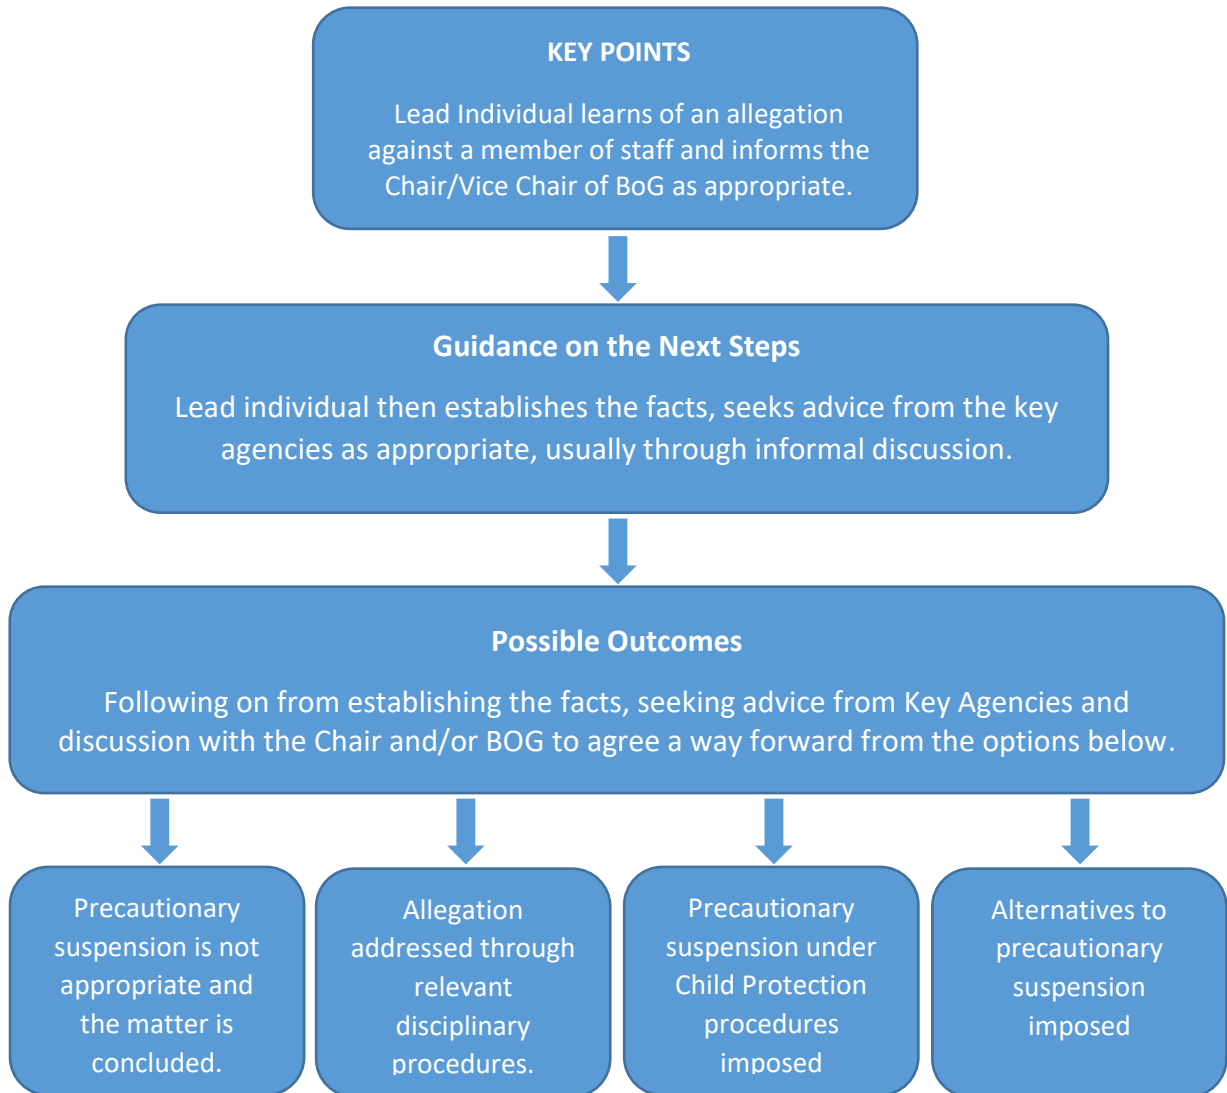 KEY POINTS
Lead Individual learns of an allegation
against a member of staff and informs the
Chair/Vice Chair of BoG as appropriate.
Guidance on the Next Steps
Lead individual then establishes the facts, seeks advice from the key
agencies as appropriate, usually through informal discussion.
Possible Outcomes
Following on from establishing the facts, seeking advice from Key Agencies and
discussion with the Chair and/or BOG to agree a way forward from the options below.
Precautionary
suspension is not
appropriate and
the matter is
concluded.
Allegation
addressed through
relevant
disciplinary
procedures.
Precautionary
suspension under
Child Protection
procedures
imposed
Alternatives to
precautionary
suspension
imposed